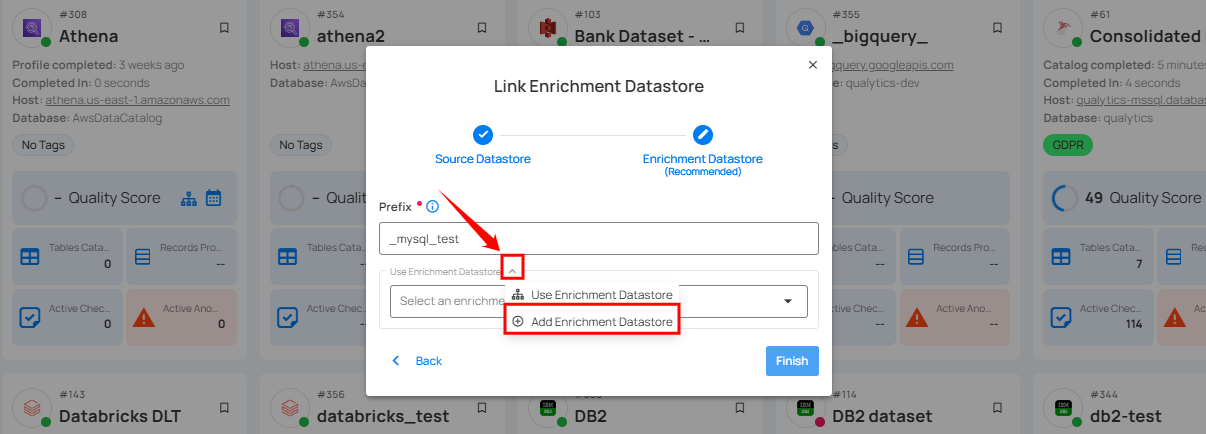 #308
Athena
Profile completed: 3 weeks ago
Completed In: 0 seconds
Host: athena.us-east-1.amazonaws.com
Database: AwsDataCatalog
No Tags
– Quality Score
Tables Cata...
0
Records Pro...
--
Active Chec...
0
Active Ano...
0
#354
athena2
Host: athena.us-e
Database: AwsDa
No Tags
– Qua
Tables Cata
Active Chec
#103
Bank Dataset - ...
#355
_bigquery_
gquery.googleapis.com
qualytics-dev
Quality Score
Records Pro...
--
--
Active Ano...
--
#61
Consolidated
Catalog completed: 5 minute
Completed In: 4 seconds
Host: qualytics-mssql.databas
Database: qualytics
GDPR
49 Quality Score
Tables Cata...
7
Records
Active Chec...
114
Active A
Link Enrichment Datastore
Source Datastore
Enrichment Datastore
(Recommended)
Prefix
_mysql_test
Use Enrichment Datastore
Select an enrichme
Use Enrichment Datastore
Add Enrichment Datastore
Back
Finish
#143
Databricks DLT
#356
databricks_test
DB2
#114
DB2 dataset
#344
db2-test